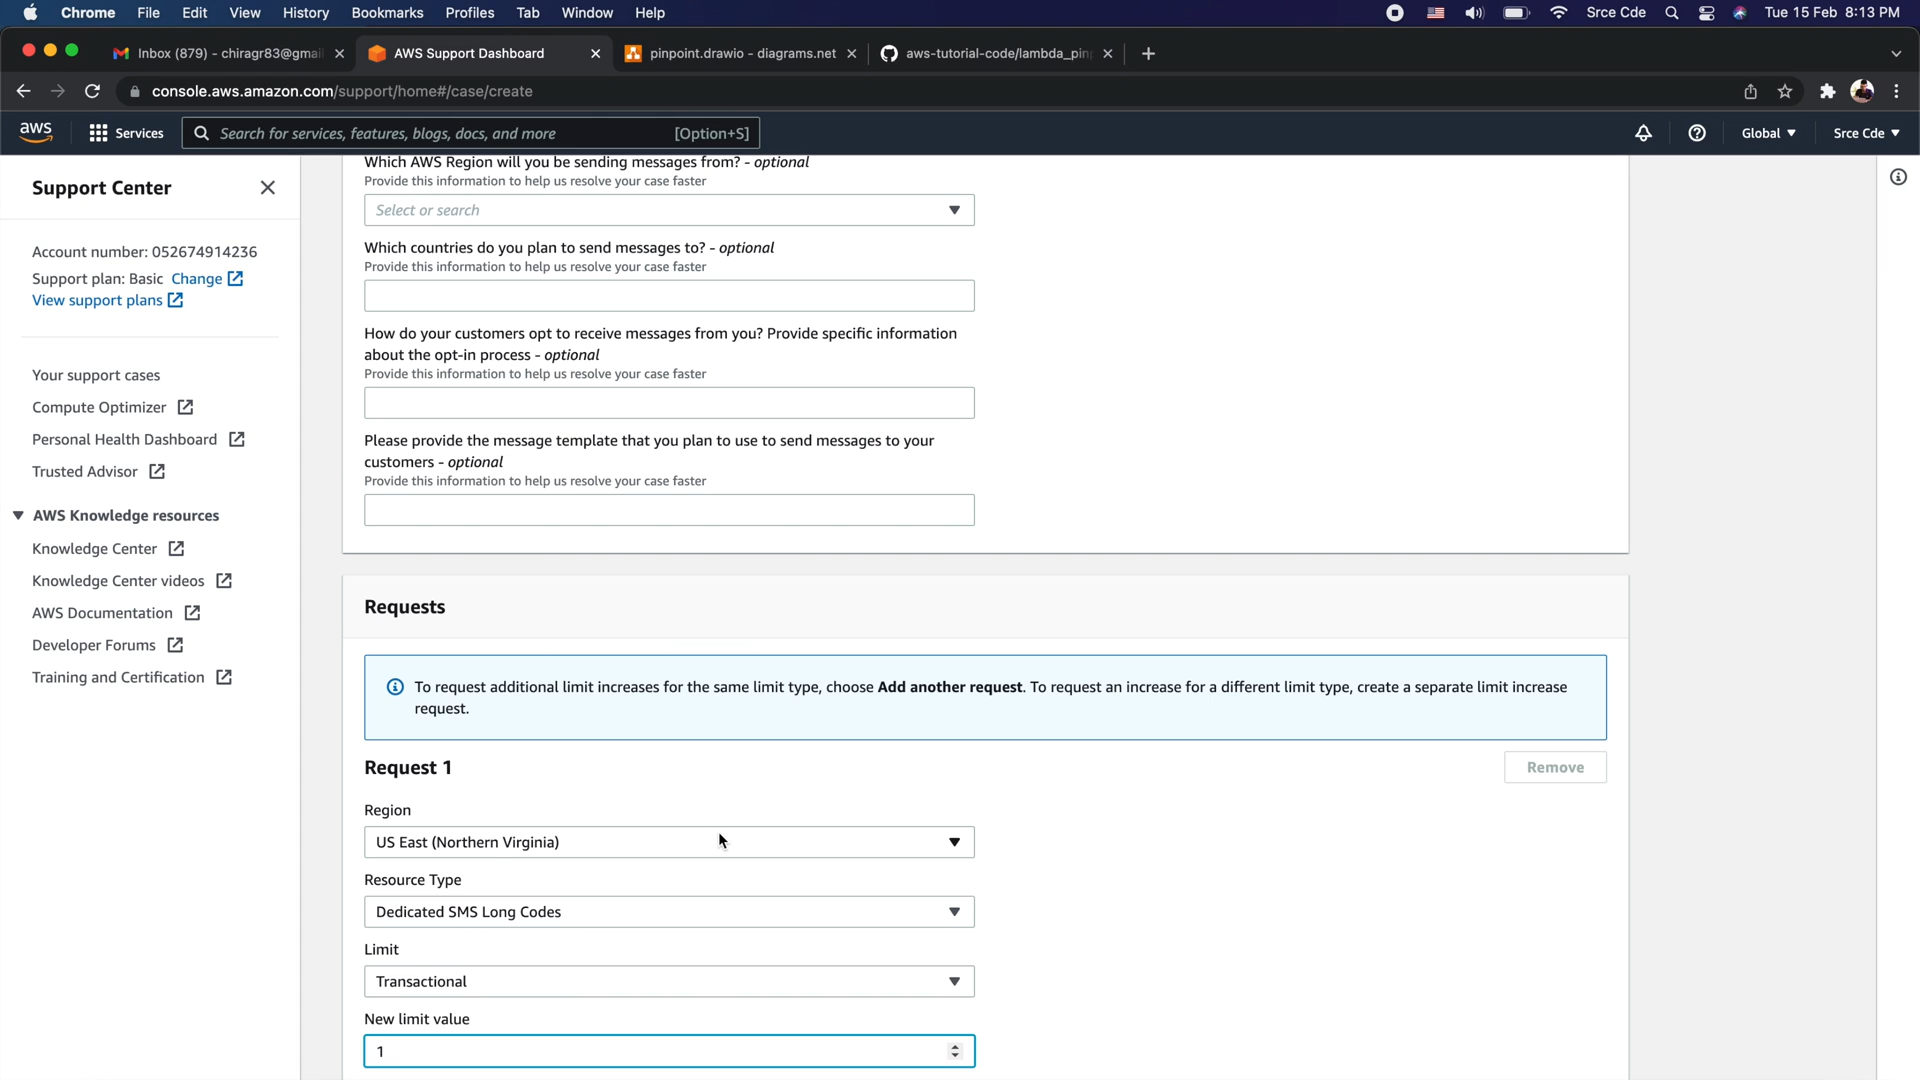 Chrome File Edit View History Bookmarks Profiles Tab Window Help Srce Cde Tue 15 Feb 8:13 PM
Inbox (879) - chiragr83@gmai AWS Support Dashboard pinpoint.drawio - diagrams.net aws-tutorial-code/lambda_pin
console.aws.amazon.com/support/home#/case/create
aws Services Search for services, features, blogs, docs, and more [Option+S] Global Srce Cde
Support Center
Account number: 052674914236
Support plan: Basic Change
View support plans
Your support cases
Compute Optimizer
Personal Health Dashboard
Trusted Advisor
AWS Knowledge resources
Knowledge Center
Knowledge Center videos
AWS Documentation
Developer Forums
Training and Certification
Which AWS Region will you be sending messages from? - optional
Provide this information to help us resolve your case faster
Select or search
Which countries do you plan to send messages to? - optional
Provide this information to help us resolve your case faster
How do your customers opt to receive messages from you? Provide specific information
about the opt-in process - optional
Provide this information to help us resolve your case faster
Please provide the message template that you plan to use to send messages to your
customers - optional
Provide this information to help us resolve your case faster
Requests
To request additional limit increases for the same limit type, choose Add another request. To request an increase for a different limit type, create a separate limit increase
request.
Request 1
Remove
Region
US East (Northern Virginia)
Resource Type
Dedicated SMS Long Codes
Limit
Transactional
New limit value
1